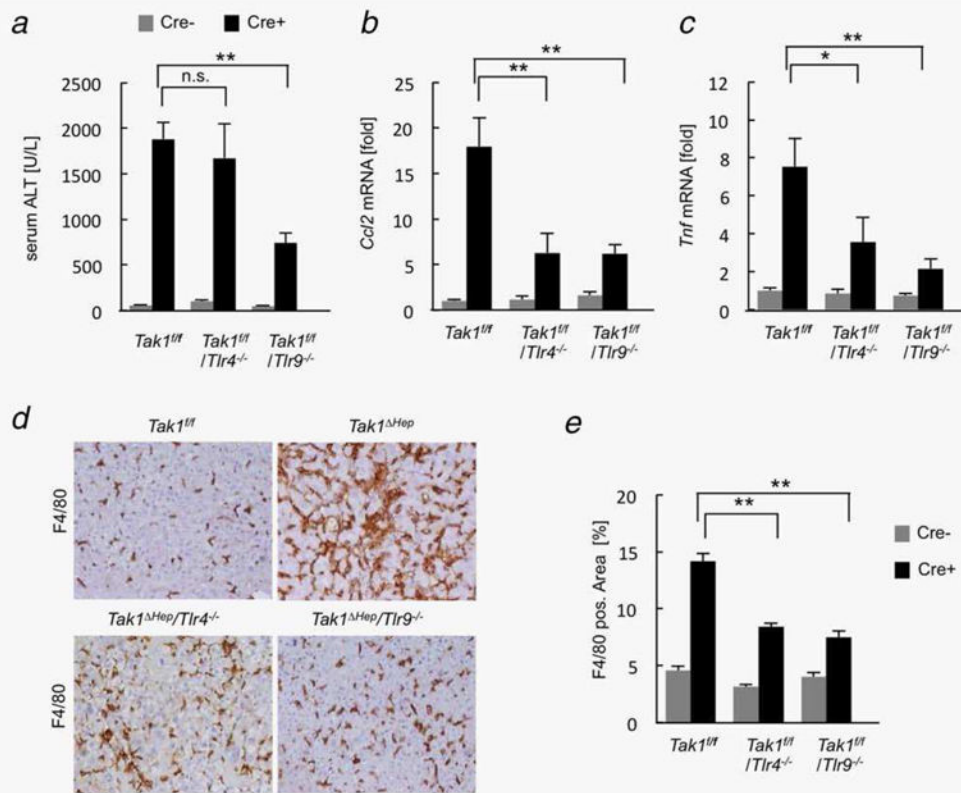 a
Cre-
Cre+
**
n.s.
serum ALT [U/L]
2500
2000
1500
1000
500
0
Tak1f/f
Tak1f/f
/Tlr4-/-
Tak1f/f
/Tlr9-/-
b
**
**
Ccl2 mRNA [fold]
25
20
15
10
5
0
Tak1f/f
Tak1f/f
/Tlr4-/-
Tak1f/f
/Tlr9-/-
c
**
*
Tnf mRNA [fold]
12
10
8
6
4
2
0
Tak1f/f
Tak1f/f
/Tlr4-/-
Tak1f/f
/Tlr9-/-
d
Tak1f/f
Tak1ΔHep
F4/80
Tak1ΔHep/Tlr4-/-
Tak1ΔHep/Tlr9-/-
F4/80
e
**
**
F4/80 pos. Area [%]
20
15
10
5
0
Tak1f/f
Tak1f/f
/Tlr4-/-
Tak1f/f
/Tlr9-/-
Cre-
Cre+